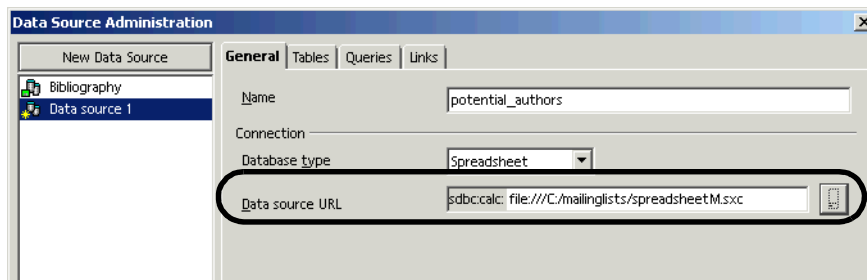 Data Source Administration
New Data Source
Bibliography
Data source 1
General Tables Queries Links
Name potential_authors
Connection
Database type Spreadsheet
Data source URL sdbc:calc: file:///C:/mailinglists/spreadsheetM.sxc ...